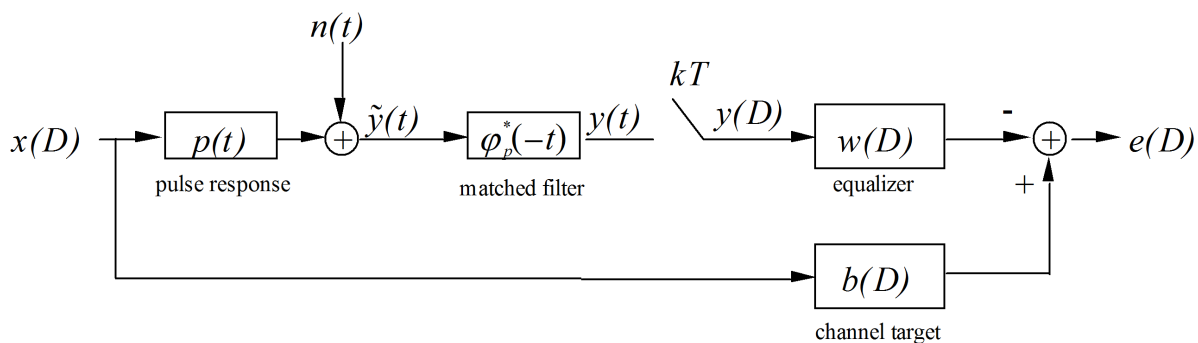 n(t)
kT
x(D)
p(t)
+
ỹ(t)
φ*p(−t)
y(t)
y(D)
w(D)
-
+
e(D)
pulse response
matched filter
equalizer
+
b(D)
channel target